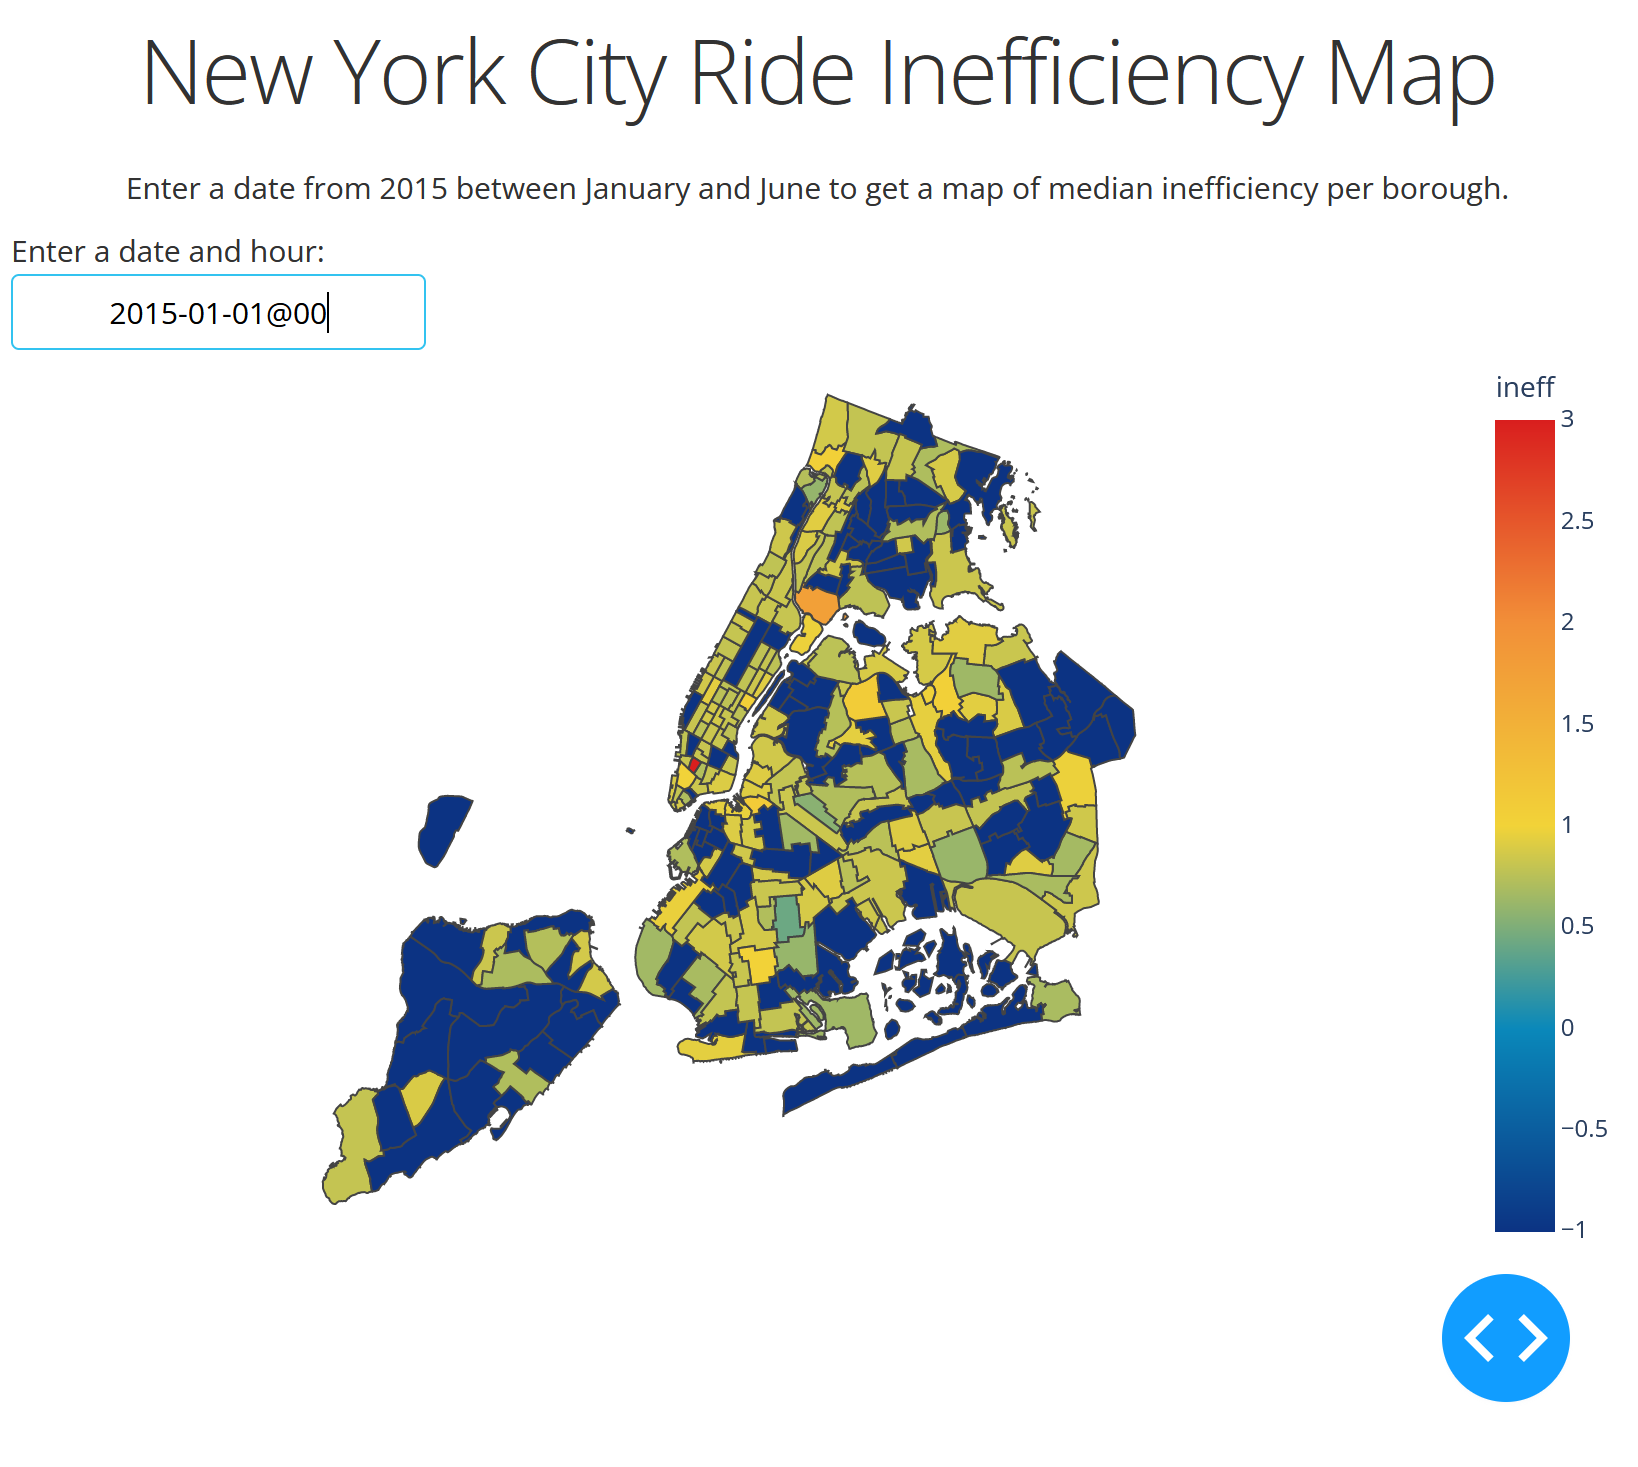 New York City Ride Inefficiency Map
Enter a date from 2015 between January and June to get a map of median inefficiency per borough.
Enter a date and hour:
2015-01-01@00
ineff
3
2.5
2
1.5
1
0.5
0
−0.5
−1